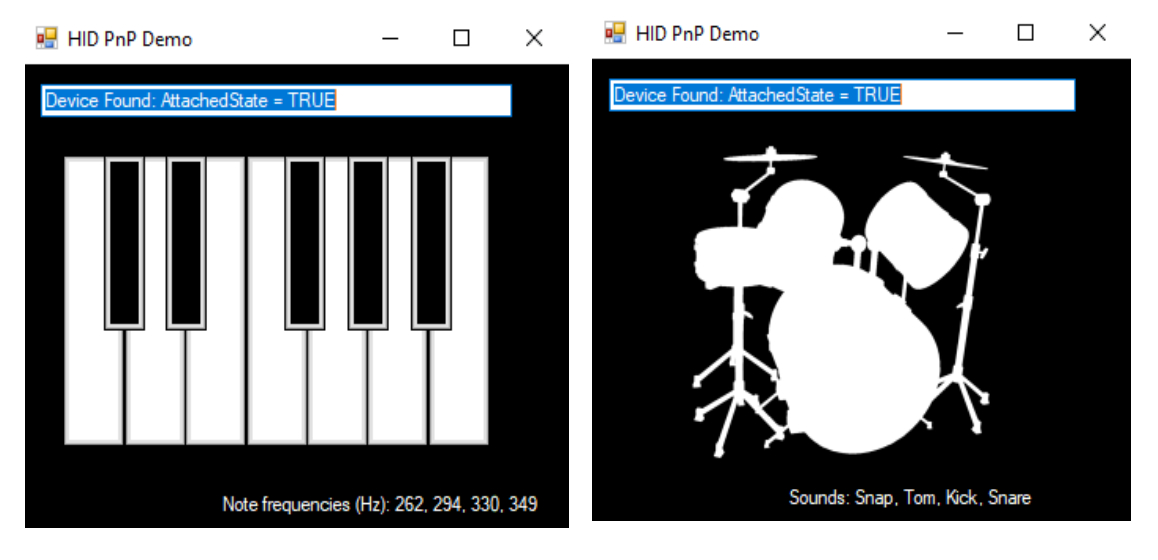 HID PnP Demo
Device Found: AttachedState = TRUE
Note frequencies (Hz): 262, 294, 330, 349
HID PnP Demo
Device Found: AttachedState = TRUE
Sounds: Snap, Tom, Kick, Snare